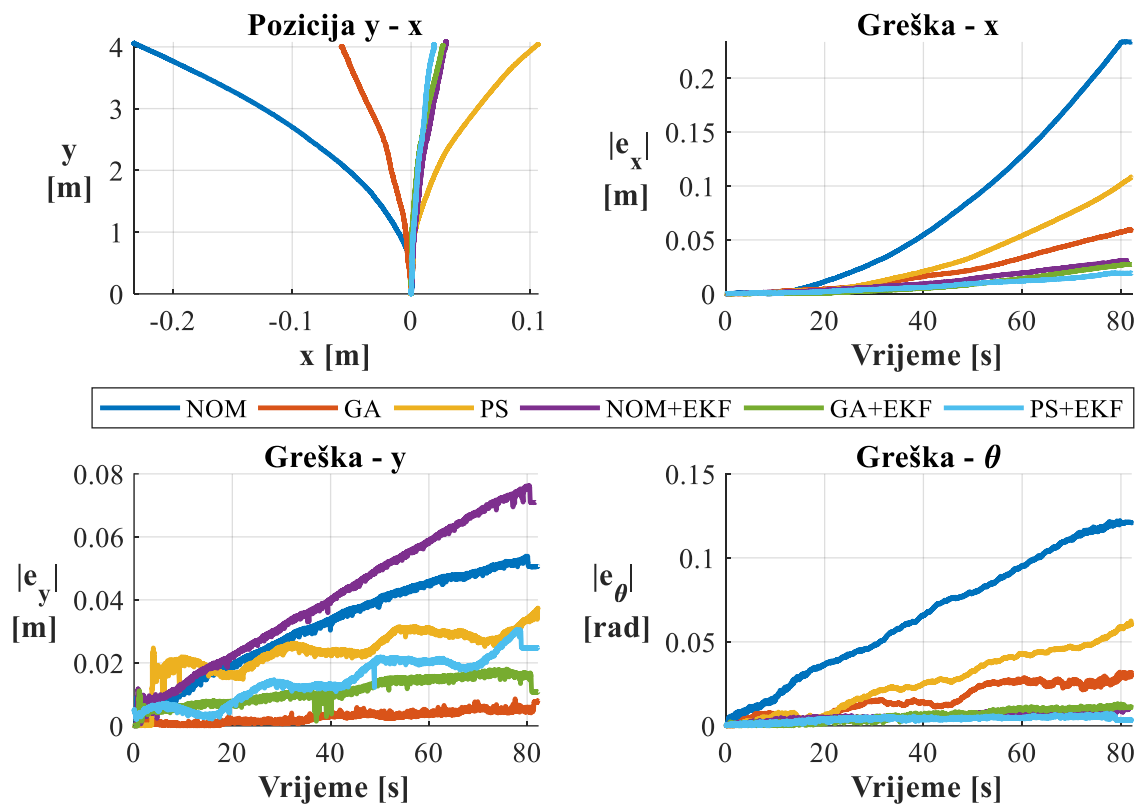 Pozicija y - x
4
3
2
1
0
y
[m]
-0.2 -0.1 0 0.1
x [m]
Greška - x
0.2
0.15
0.1
0.05
0
|e_x|
[m]
0 20 40 60 80
Vrijeme [s]
NOM GA PS NOM+EKF GA+EKF PS+EKF
Greška - y
0.08
0.06
0.04
0.02
0
|e_y|
[m]
0 20 40 60 80
Vrijeme [s]
Greška - θ
0.15
0.1
0.05
0
|e_θ|
[rad]
0 20 40 60 80
Vrijeme [s]